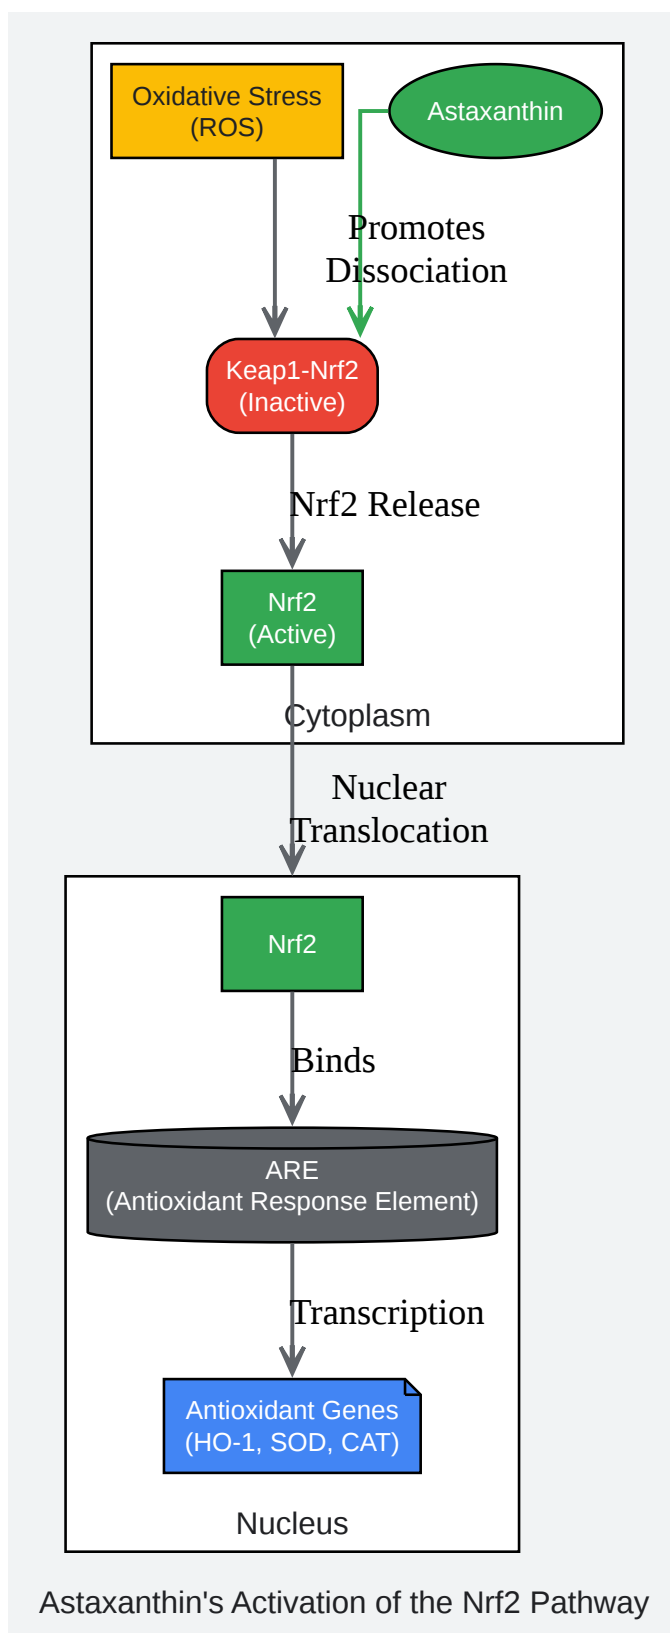 Oxidative Stress
(ROS)
Astaxanthin
Promotes
Dissociation
Keap1-Nrf2
(Inactive)
Nrf2 Release
Nrf2
(Active)
Cytoplasm
Nuclear
Translocation
Nrf2
Binds
ARE
(Antioxidant Response Element)
Transcription
Antioxidant Genes
(HO-1, SOD, CAT)
Nucleus
Astaxanthin's Activation of the Nrf2 Pathway